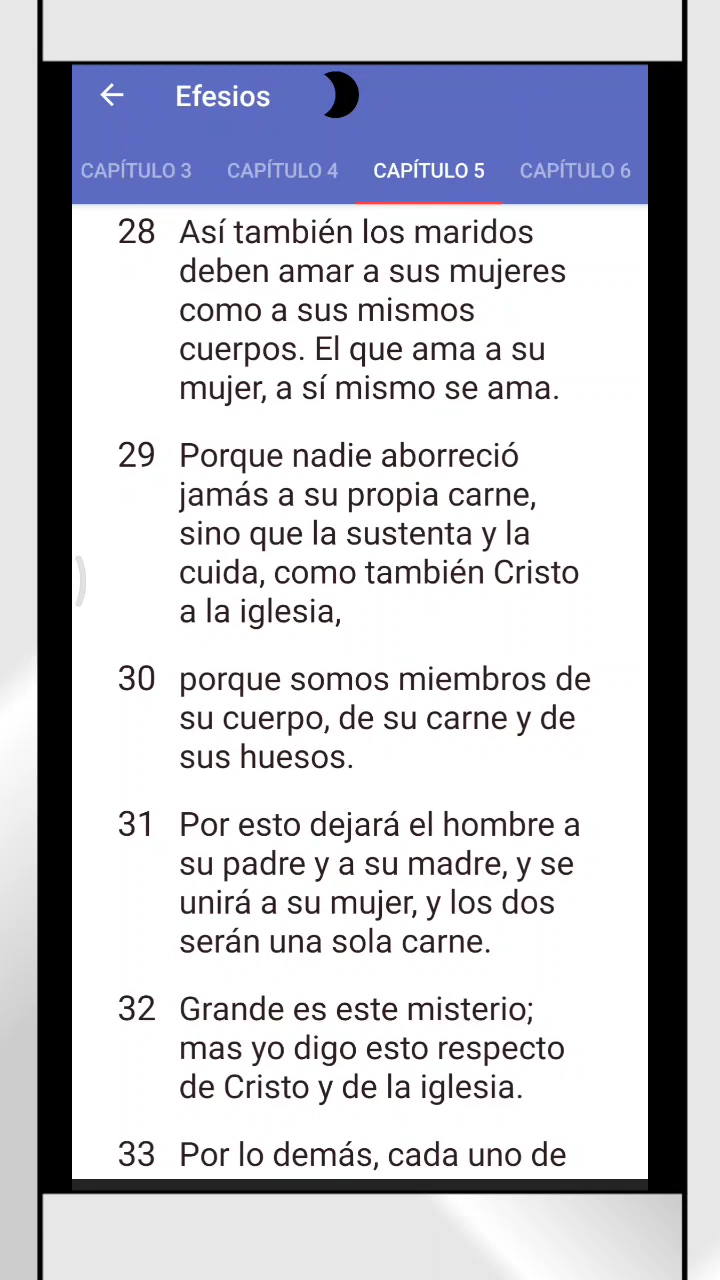 Efesios
CAPÍTULO 3 CAPÍTULO 4 CAPÍTULO 5 CAPÍTULO 6
28 Así también los maridos
deben amar a sus mujeres
como a sus mismos
cuerpos. El que ama a su
mujer, a sí mismo se ama.
29 Porque nadie aborreció
jamás a su propia carne,
sino que la sustenta y la
cuida, como también Cristo
a la iglesia,
30 porque somos miembros de
su cuerpo, de su carne y de
sus huesos.
31 Por esto dejará el hombre a
su padre y a su madre, y se
unirá a su mujer, y los dos
serán una sola carne.
32 Grande es este misterio;
mas yo digo esto respecto
de Cristo y de la iglesia.
33 Por lo demás, cada uno de